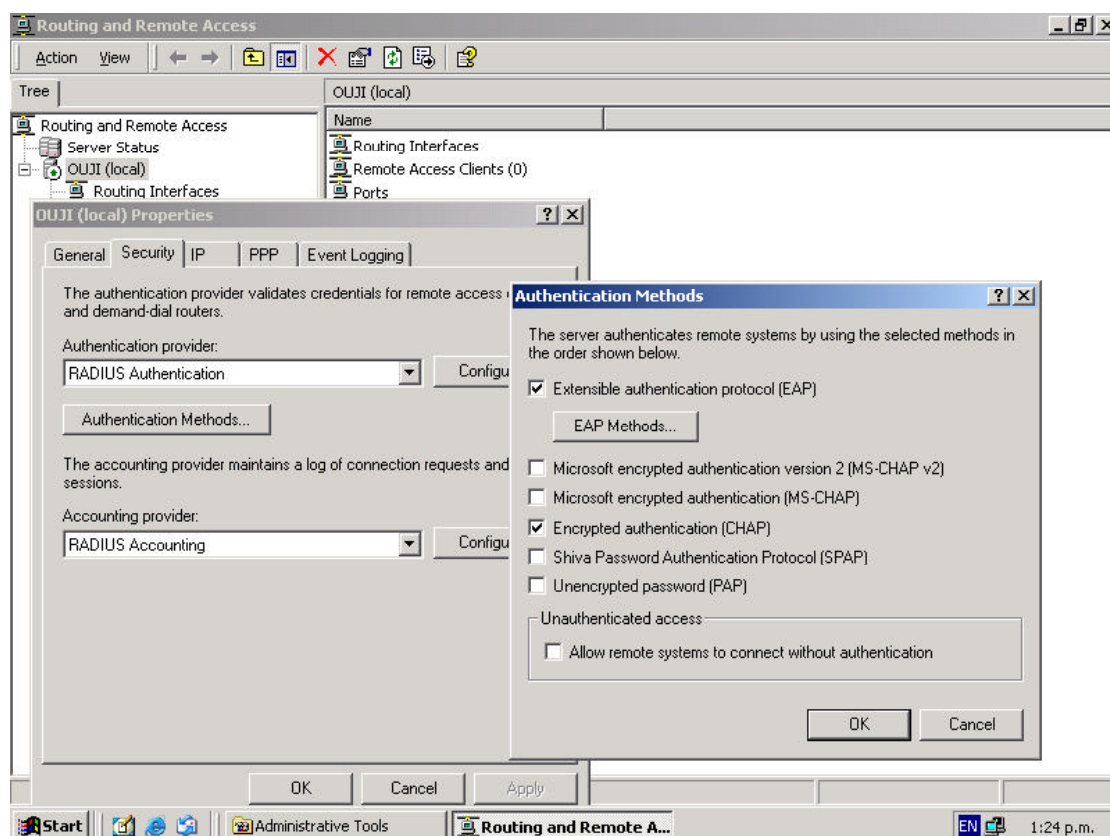 Routing and Remote Access
Action View
Tree
OUJI (local)
Name
Routing and Remote Access
Server Status
OUJI (local)
Routing Interfaces
Routing Interfaces
Remote Access Clients (0)
Ports
OUJI (local) Properties
General Security IP PPP Event Logging
The authentication provider validates credentials for remote access
and demand-dial routers.
Authentication provider:
RADIUS Authentication
Configu
Authentication Methods...
The accounting provider maintains a log of connection requests and
sessions.
Accounting provider:
RADIUS Accounting
Configu
OK Cancel Apply
Authentication Methods
The server authenticates remote systems by using the selected methods in
the order shown below.
Extensible authentication protocol (EAP)
EAP Methods...
Microsoft encrypted authentication version 2 (MS-CHAP v2)
Microsoft encrypted authentication (MS-CHAP)
Encrypted authentication (CHAP)
Shiva Password Authentication Protocol (SPAP)
Unencrypted password (PAP)
Unauthenticated access
Allow remote systems to connect without authentication
OK Cancel
Start Administrative Tools Routing and Remote A... EN 1:24 p.m.